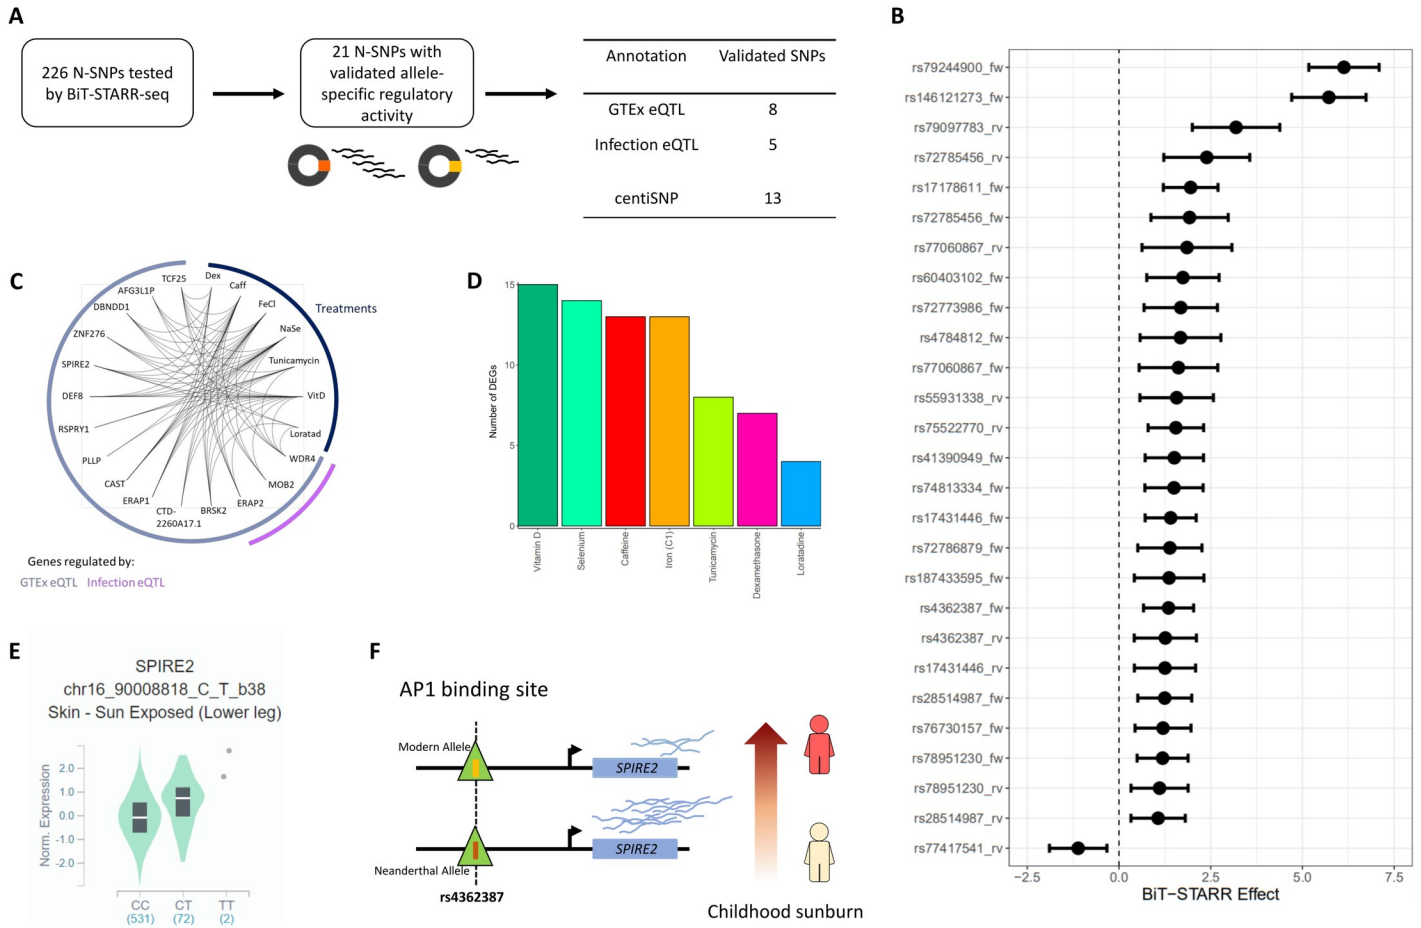 A
226 N-SNPs tested
by BiT-STARR-seq
21 N-SNPs with
validated allele-
specific regulatory
activity
Annotation Validated SNPs
GTEx eQTL 8
Infection eQTL 5
centiSNP 13
B
rs79244900_fw
rs146121273_fw
rs79097783_rv
rs72785456_rv
rs17178611_fw
rs72785456_fw
rs77060867_rv
rs60403102_fw
rs72773986_fw
rs4784812_fw
rs77060867_fw
rs55931338_rv
rs75522770_rv
rs41390949_fw
rs74813334_fw
rs17431446_fw
rs72786879_fw
rs187433595_fw
rs4362387_fw
rs4362387_rv
rs17431446_rv
rs28514987_fw
rs76730157_fw
rs78951230_fw
rs78951230_rv
rs28514987_rv
rs77417541_rv
−2.5 0.0 2.5 5.0 7.5
BiT−STARR Effect
C
TCF25
Dex
Caff
FeCl
NaSe
Tunicamycin
VitD
Loratad
WDR4
MOB2
ERAP2
BRSK2
CTD-
2260A17.1
ERAP1
CAST
PLLP
RSPRY1
DEF8
SPIRE2
ZNF276
DBNDD1
AFG3L1P
Treatments
Genes regulated by:
GTEx eQTL Infection eQTL
D
Number of DEGs
15
10
5
0
Vitamin D
Selenium
Caffeine
Iron (C1)
Tunicamycin
Dexamethasone
Loratadine
E
SPIRE2
chr16_90008818_C_T_b38
Skin - Sun Exposed (Lower leg)
Norm. Expression
2.0
1.0
0.0
-1.0
-2.0
CC CT TT
(531) (72) (2)
F
AP1 binding site
Modern Allele
SPIRE2
SPIRE2
Neanderthal Allele
rs4362387
Childhood sunburn